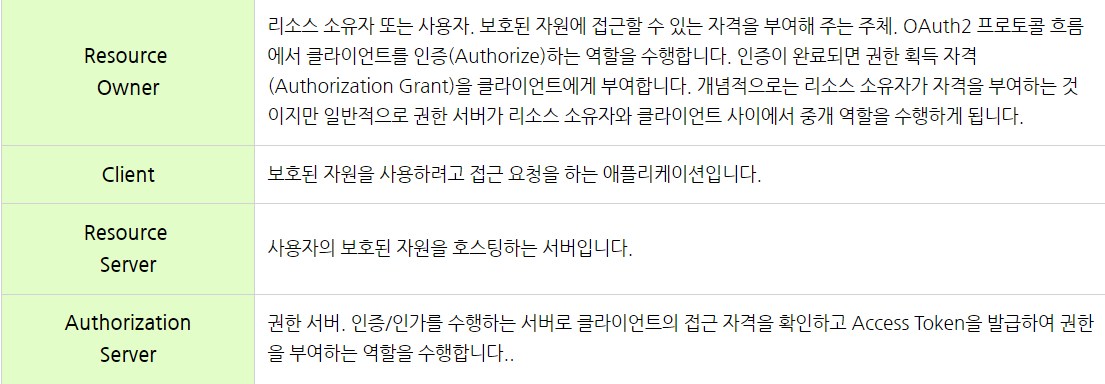 Resource
Owner
리소스 소유자 또는 사용자. 보호된 자원에 접근할 수 있는 자격을 부여해 주는 주체. OAuth2 프로토콜 흐름
에서 클라이언트를 인증(Authorize)하는 역할을 수행합니다. 인증이 완료되면 권한 획득 자격
(Authorization Grant)을 클라이언트에게 부여합니다. 개념적으로는 리소스 소유자가 자격을 부여하는 것
이지만 일반적으로 권한 서버가 리소스 소유자와 클라이언트 사이에서 중개 역할을 수행하게 됩니다.
Client
보호된 자원을 사용하려고 접근 요청을 하는 애플리케이션입니다.
Resource
Server
사용자의 보호된 자원을 호스팅하는 서버입니다.
Authorization
Server
권한 서버. 인증/인가를 수행하는 서버로 클라이언트의 접근 자격을 확인하고 Access Token을 발급하여 권한
을 부여하는 역할을 수행합니다..